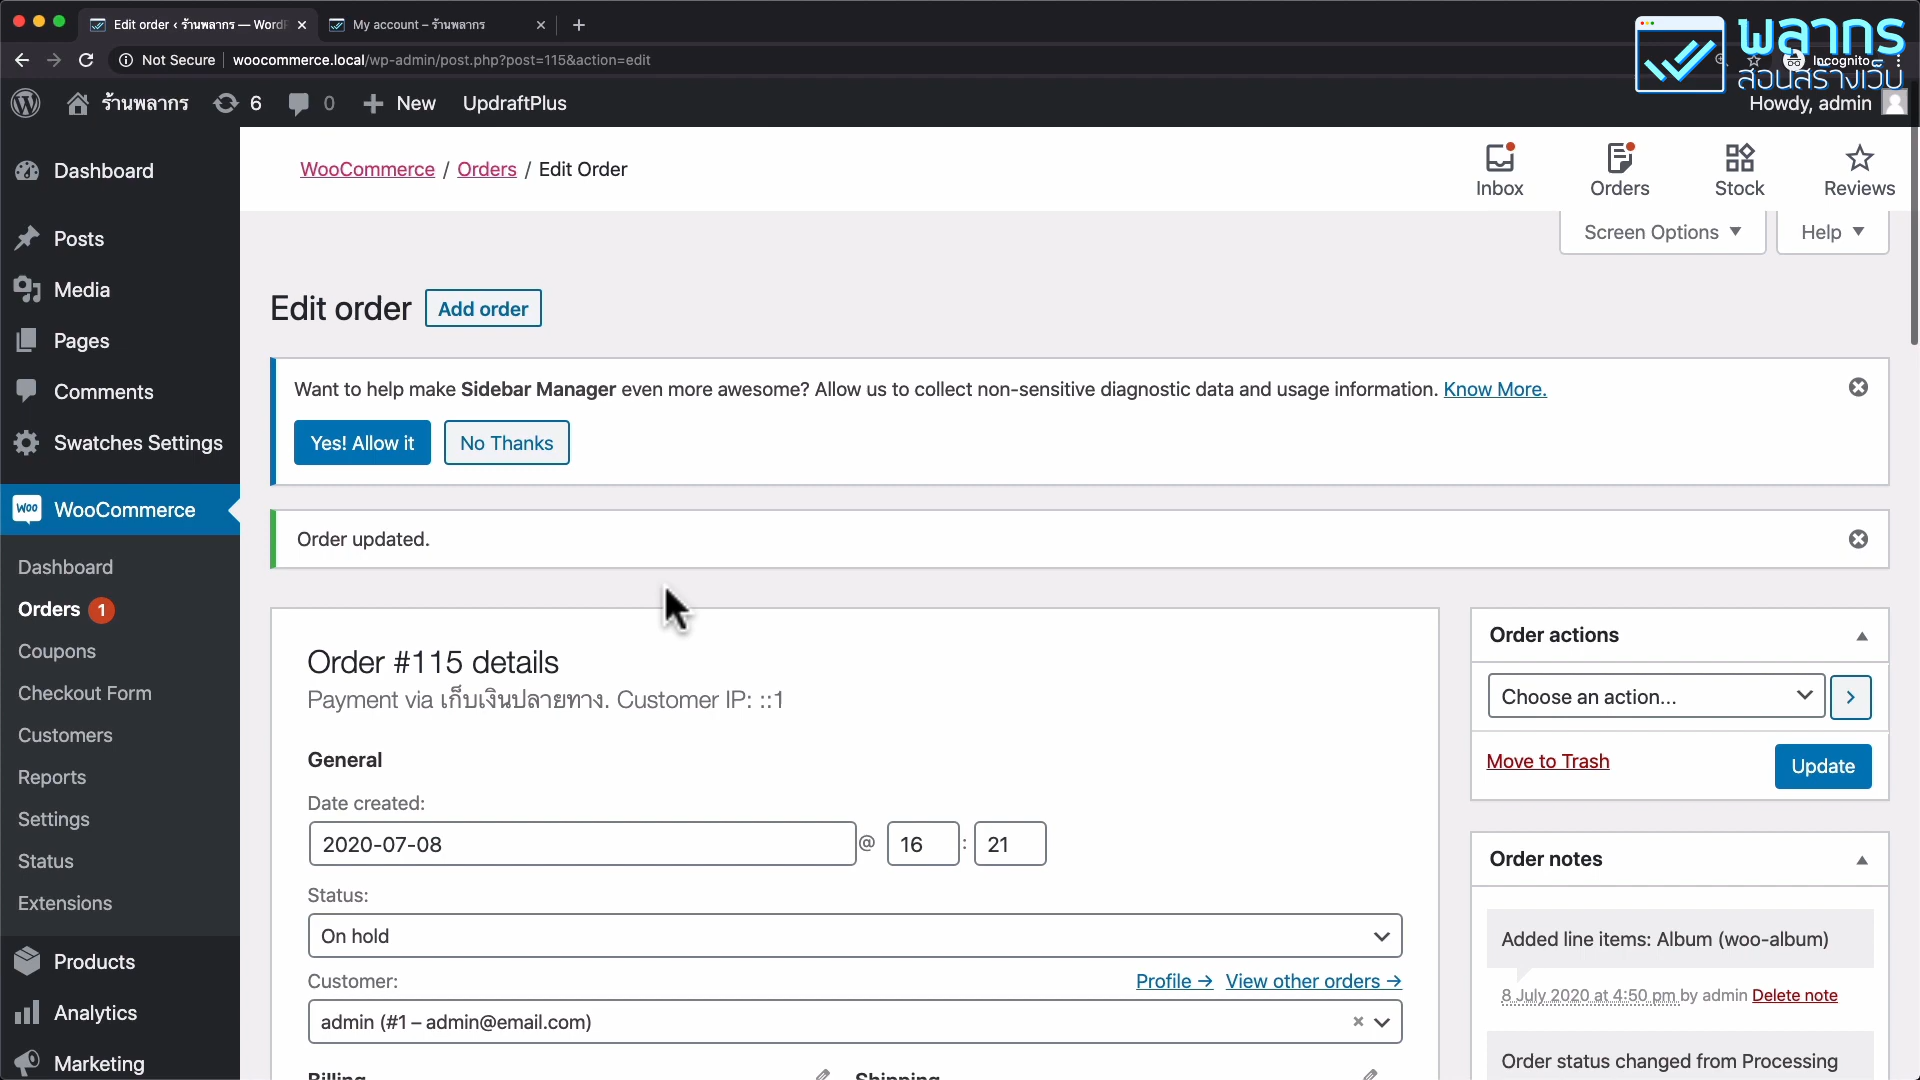 Edit order ‹ ร้านพลากร — WordP
My account – ร้านพลากร
Not Secure
woocommerce.local/wp-admin/post.php?post=115&action=edit
Incognito
พลากร
สอนสร้างเว็บ
ร้านพลากร
6
0
New
UpdraftPlus
Howdy, admin
Dashboard
Posts
Media
Pages
Comments
Swatches Settings
WooCommerce
Dashboard
Orders 1
Coupons
Checkout Form
Customers
Reports
Settings
Status
Extensions
Products
Analytics
Marketing
WooCommerce / Orders / Edit Order
Inbox
Orders
Stock
Reviews
Screen Options
Help
Edit order
Add order
Want to help make Sidebar Manager even more awesome? Allow us to collect non-sensitive diagnostic data and usage information. Know More.
Yes! Allow it
No Thanks
Order updated.
Order #115 details
Payment via เก็บเงินปลายทาง. Customer IP: ::1
General
Date created:
2020-07-08 @ 16 : 21
Status:
On hold
Customer:
Profile →
View other orders →
admin (#1 – admin@email.com)
Billing
Shipping
Order actions
Choose an action...
Move to Trash
Update
Order notes
Added line items: Album (woo-album)
8 July 2020 at 4:50 pm by admin Delete note
Order status changed from Processing